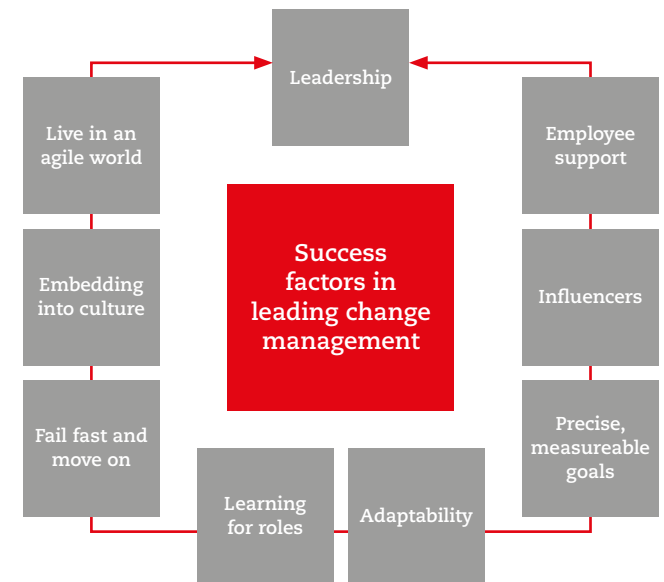 Leadership
Live in an
agile world
Employee
support
Success
factors in
leading change
management
Embedding
into culture
Influencers
Fail fast and
move on
Precise,
measureable
goals
Learning
for roles
Adaptability